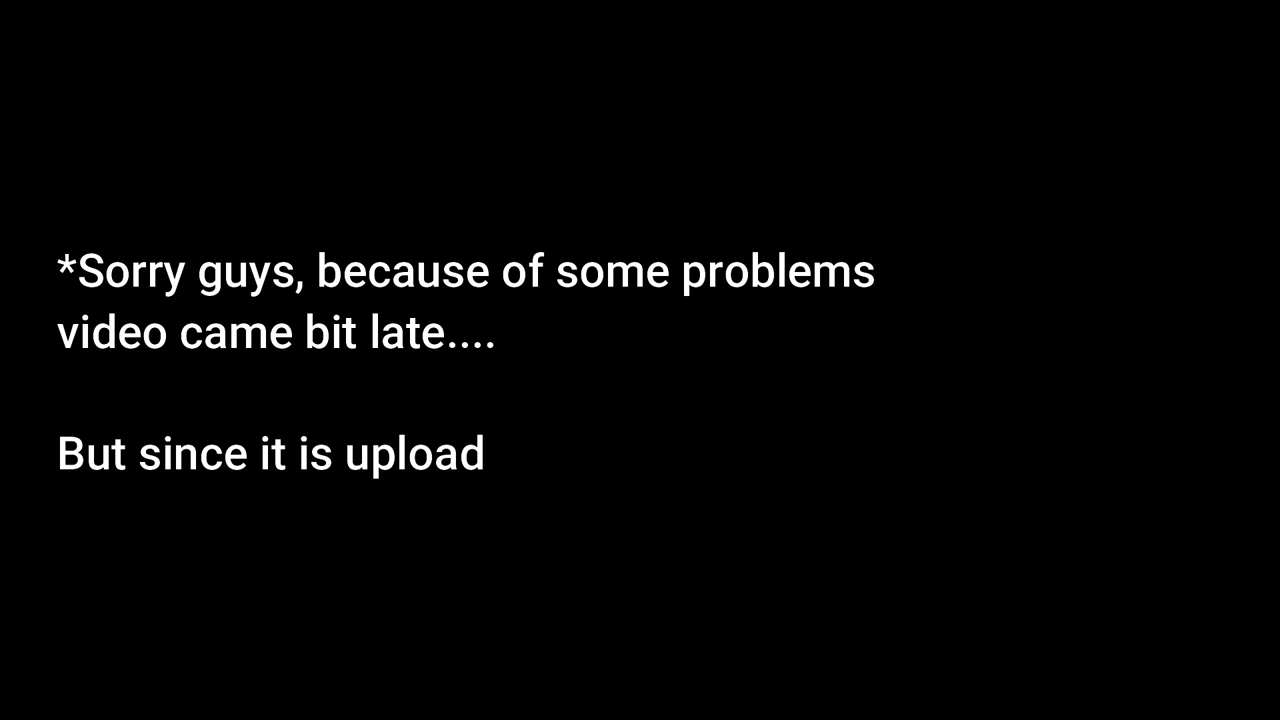 *Sorry guys, because of some problems
video came bit late....
But since it is upload